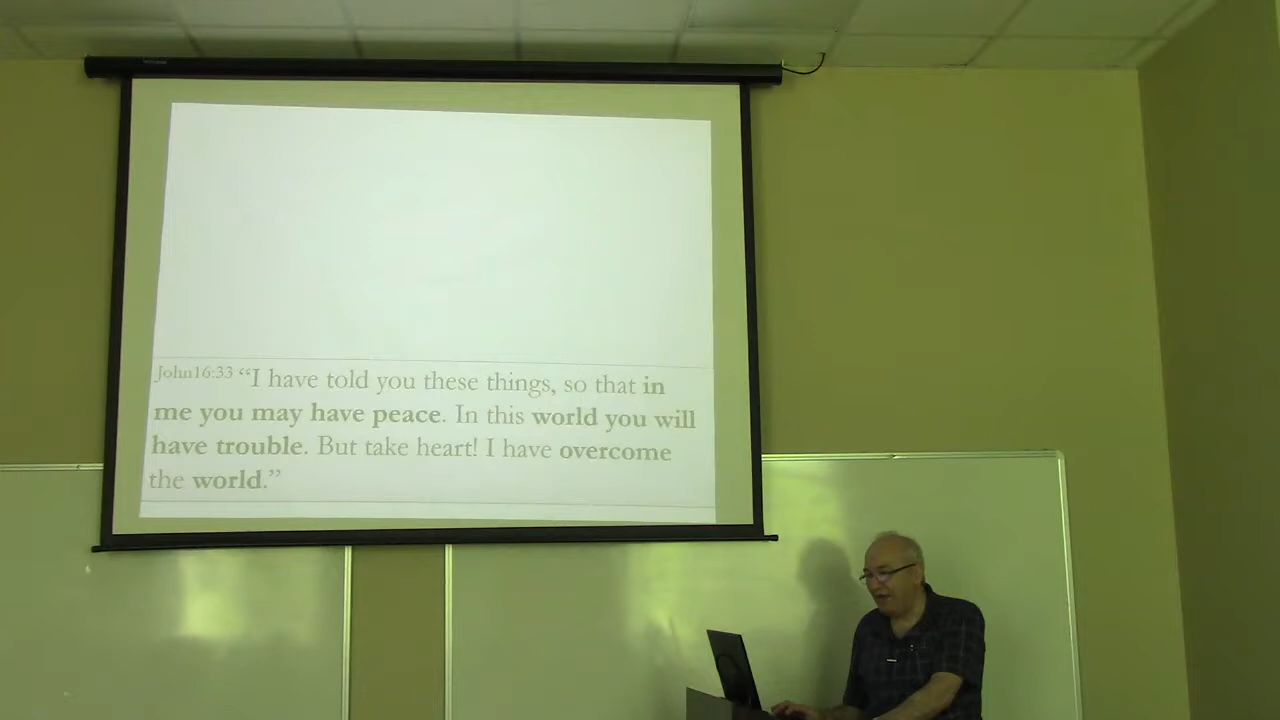 John16:33 “I have told you these things, so that in
me you may have peace. In this world you will
have trouble. But take heart! I have overcome
the world.”